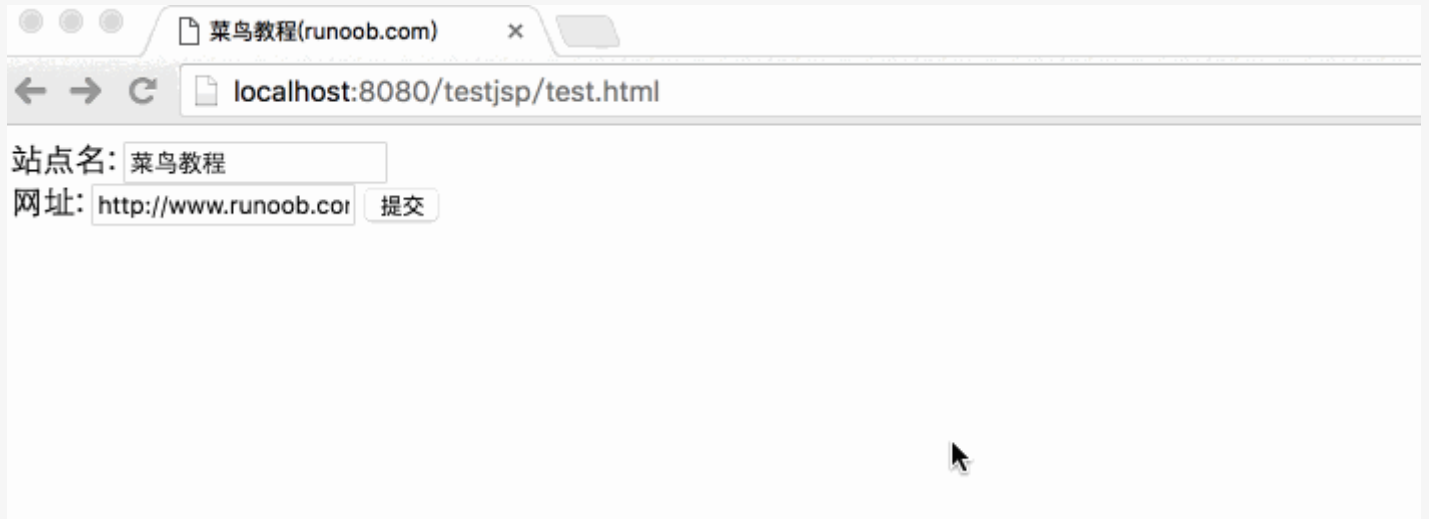 菜鸟教程(runoob.com)
localhost:8080/testjsp/test.html
站点名: 菜鸟教程
网址: http://www.runoob.cor 提交